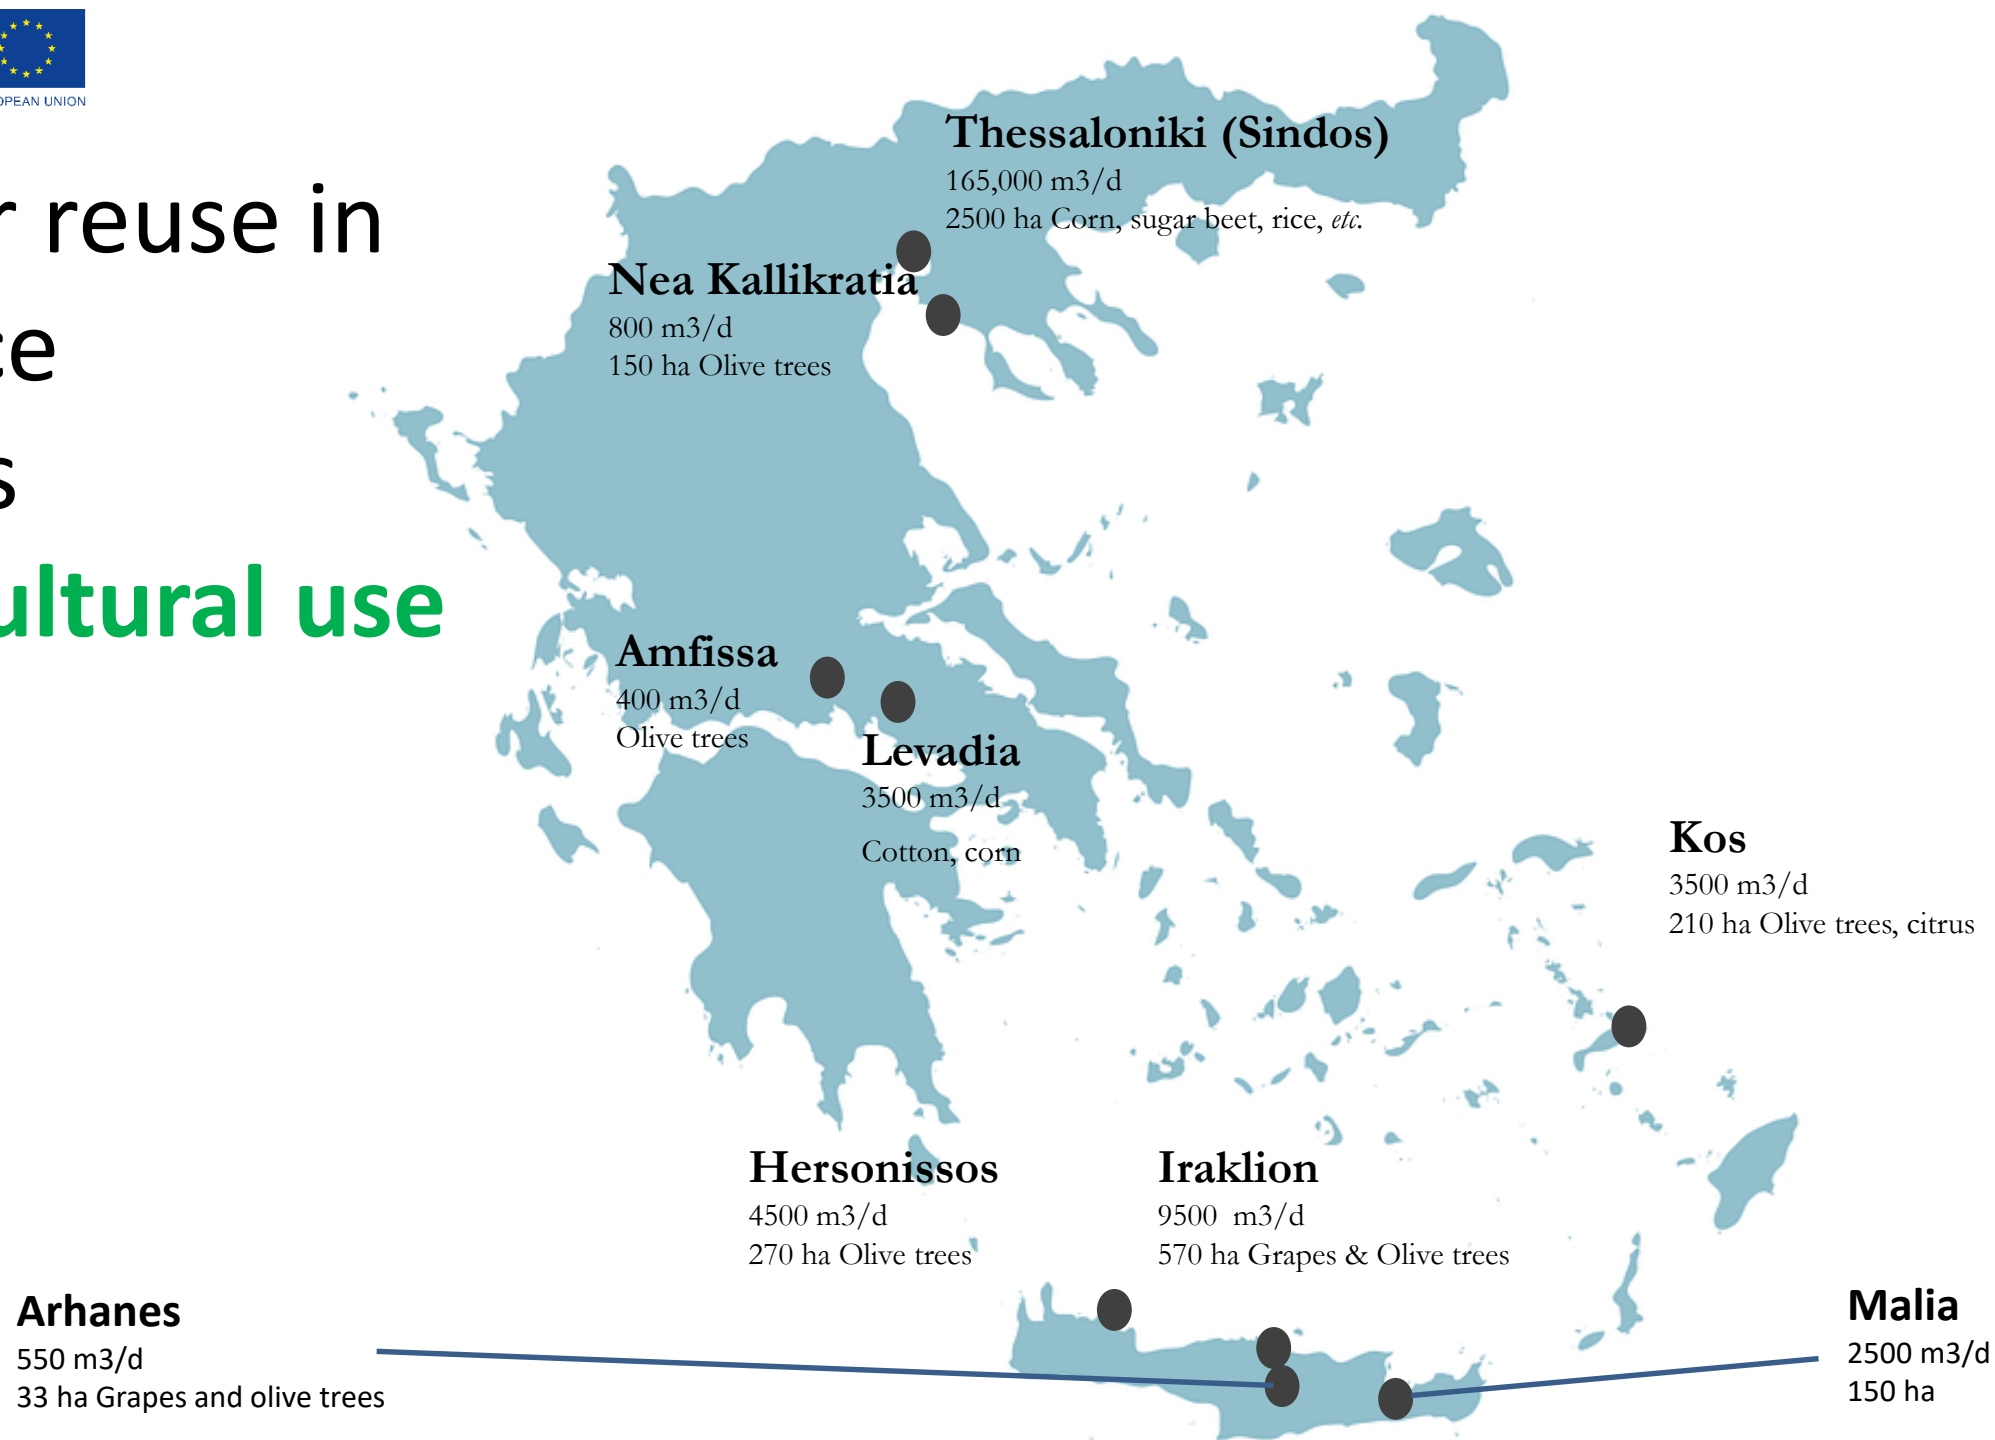 OPEAN UNION
r reuse in
ce
s
ultural use
Thessaloniki (Sindos)
165,000 m3/d
2500 ha Corn, sugar beet, rice, etc.
Nea Kallikratia
800 m3/d
150 ha Olive trees
Amfissa
400 m3/d
Olive trees
Levadia
3500 m3/d
Cotton, corn
Kos
3500 m3/d
210 ha Olive trees, citrus
Hersonissos
4500 m3/d
270 ha Olive trees
Iraklion
9500 m3/d
570 ha Grapes & Olive trees
Arhanes
550 m3/d
33 ha Grapes and olive trees
Malia
2500 m3/d
150 ha